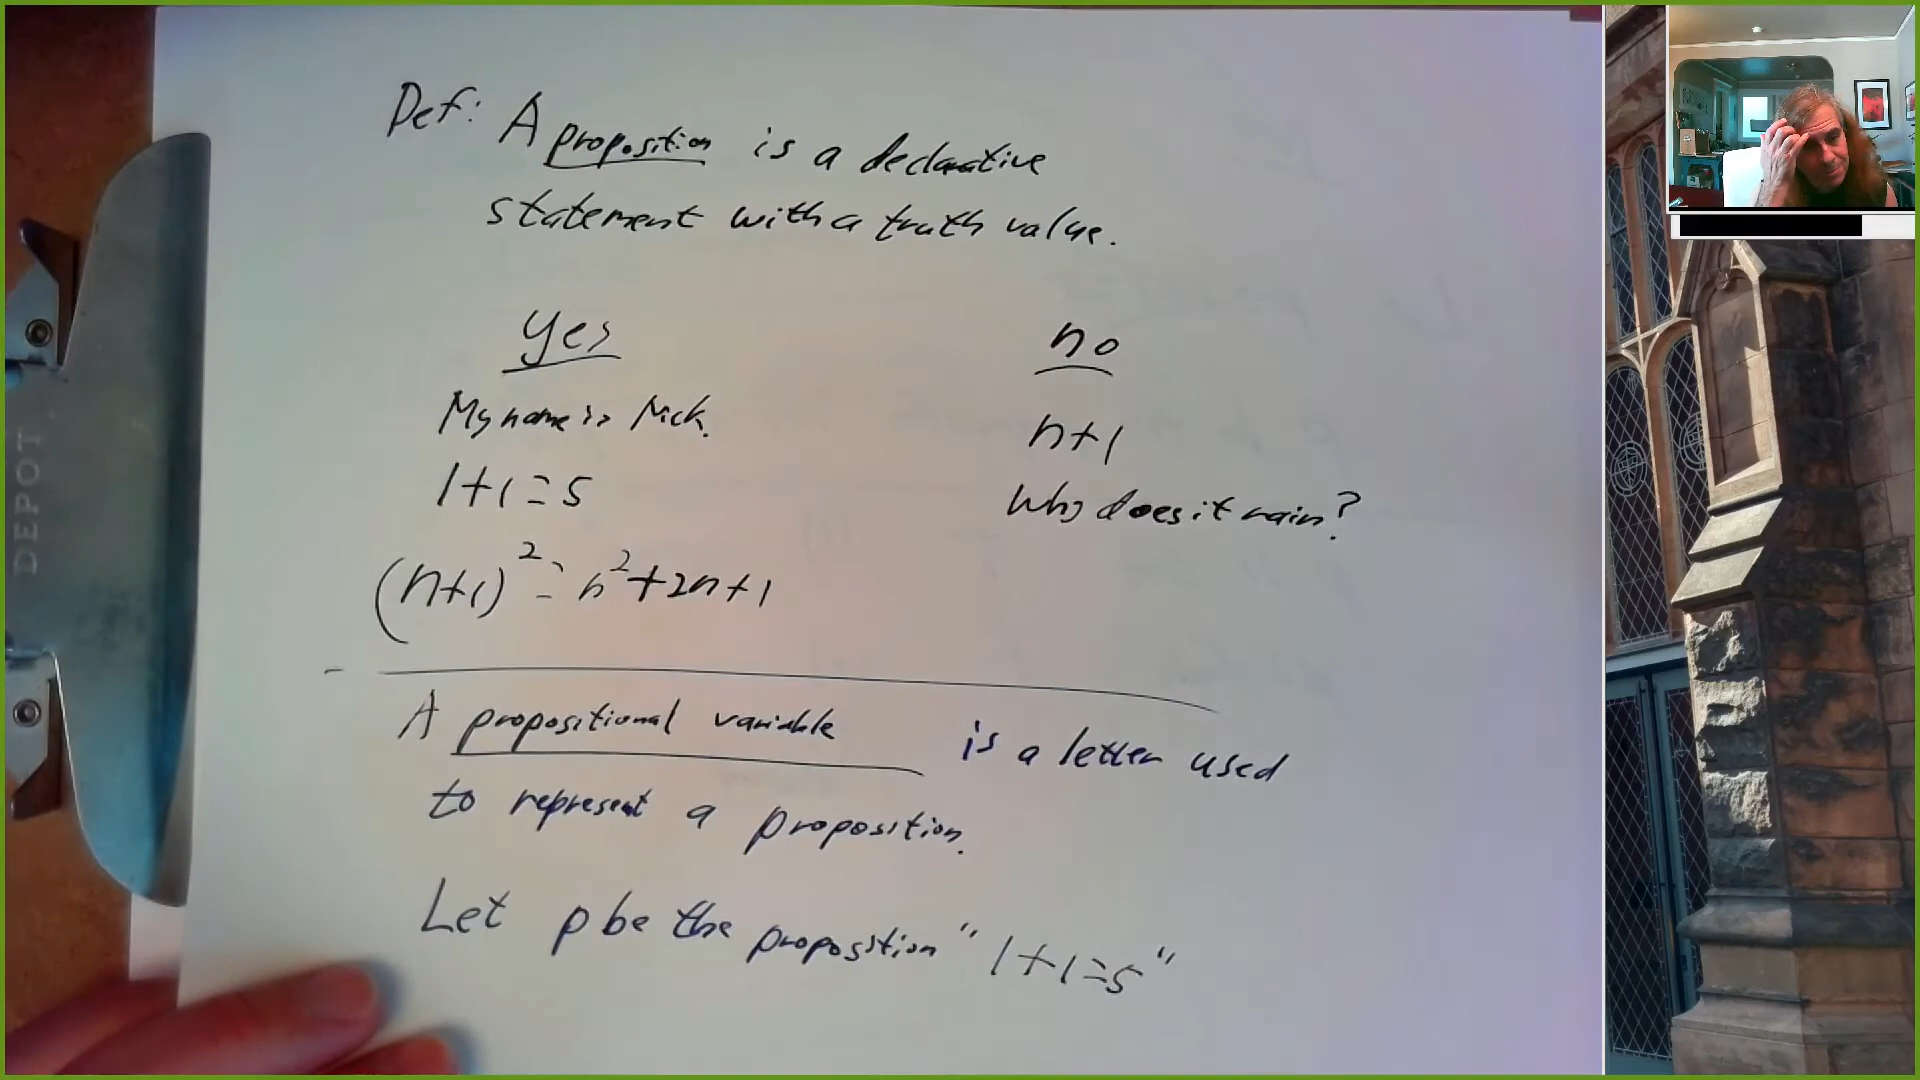 Def: A proposition is a declarative
statement with a truth value.
yes
no
My name is Nick.
n+1
1+1=5
Why does it rain?
(n+1)² = n²+2n+1
A propositional variable is a letter used
to represent a proposition.
Let p be the proposition "1+1=5"
DEPOT